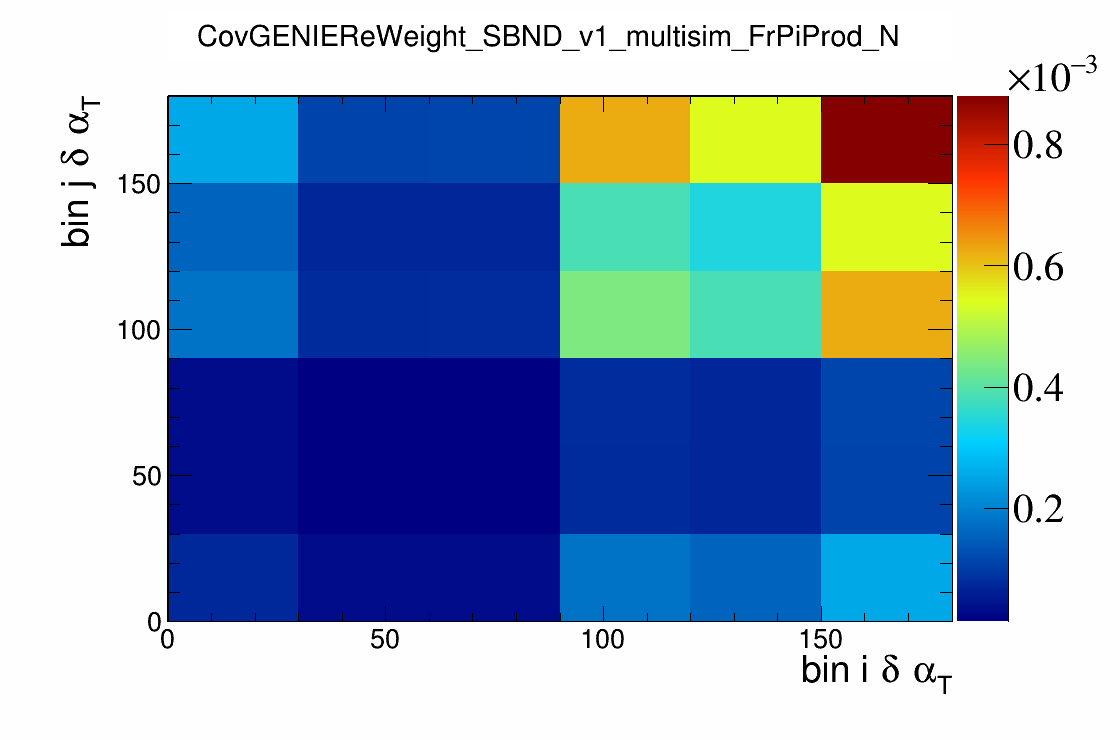 CovGENIEReWeight_SBND_v1_multisim_FrPiProd_N
×10⁻³
bin j δ α_T
150
100
50
0
0 50 100 150
bin i δ α_T
0.8
0.6
0.4
0.2